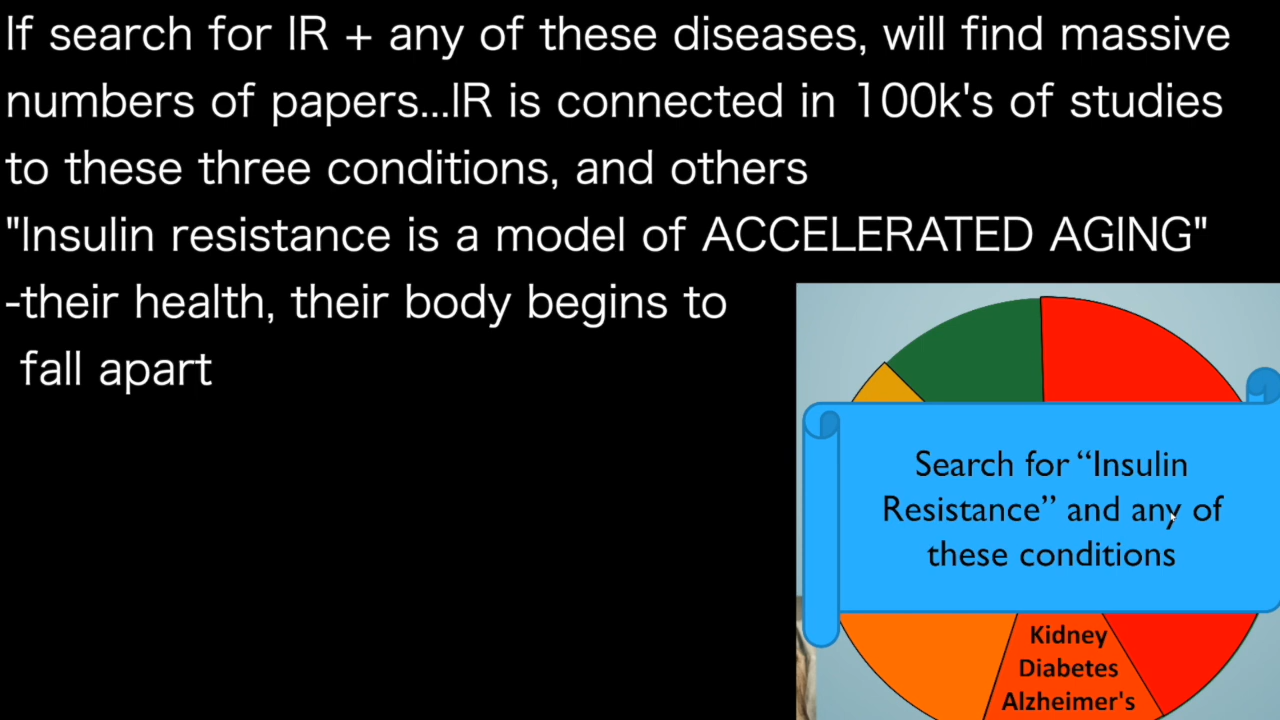 If search for IR + any of these diseases, will find massive
numbers of papers...IR is connected in 100k's of studies
to these three conditions, and others
"Insulin resistance is a model of ACCELERATED AGING"
-their health, their body begins to
fall apart
Search for “Insulin
Resistance” and any of
these conditions
Kidney
Diabetes
Alzheimer's